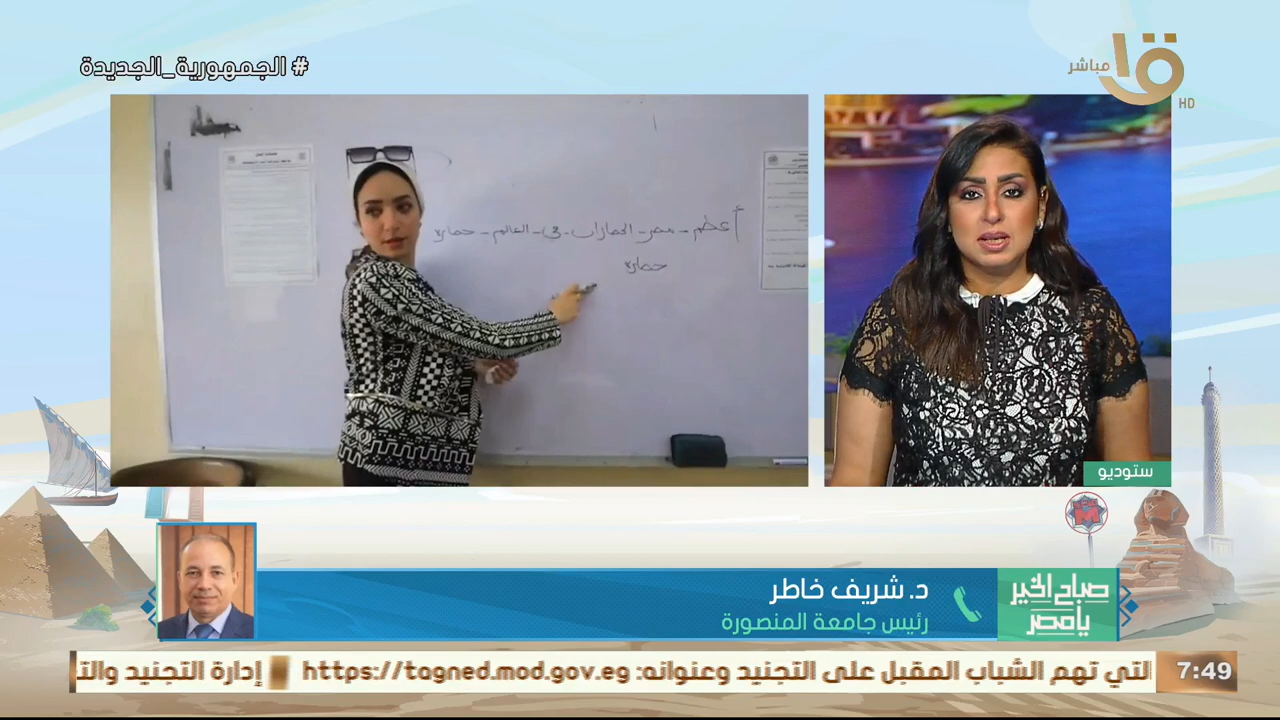 # الجمهورية_الجديدة
مباشر
HD
أعظم - مصر - الحضارات - في - العالم - حضارة
حضارة
ستوديو
د. شريف خاطر
رئيس جامعة المنصورة
صباح الخير
يا مصر
7:49
التي تهم الشباب المقبل على التجنيد وعنوانه: https://tagned.mod.gov.eg
إدارة التجنيد والت